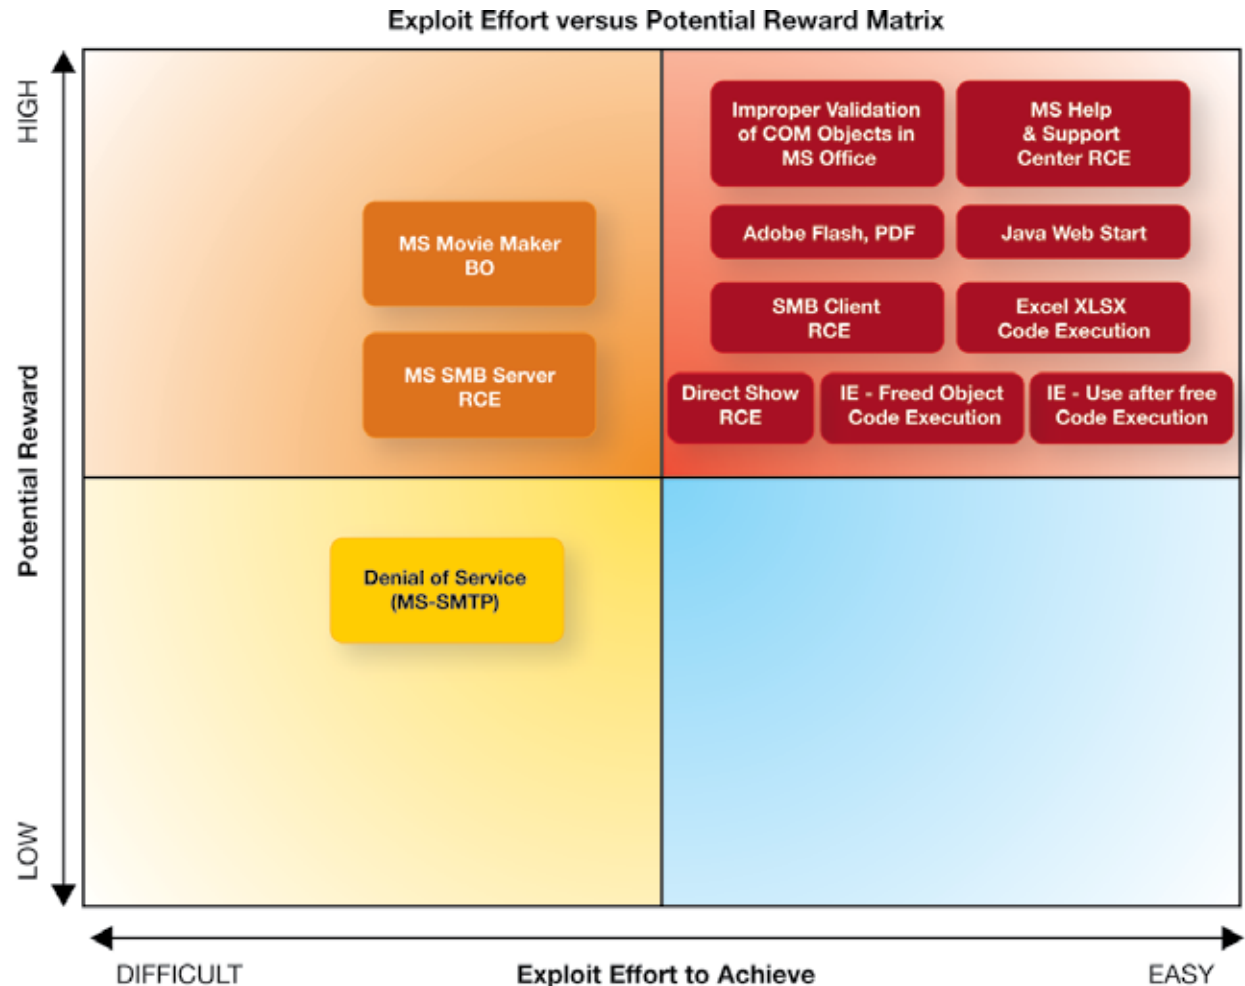 Exploit Effort versus Potential Reward Matrix
HIGH
Potential Reward
LOW
Improper Validation
of COM Objects in
MS Office
MS Help
& Support
Center RCE
MS Movie Maker
BO
Adobe Flash, PDF
Java Web Start
SMB Client
RCE
Excel XLSX
Code Execution
MS SMB Server
RCE
Direct Show
RCE
IE - Freed Object
Code Execution
IE - Use after free
Code Execution
Denial of Service
(MS-SMTP)
DIFFICULT
Exploit Effort to Achieve
EASY